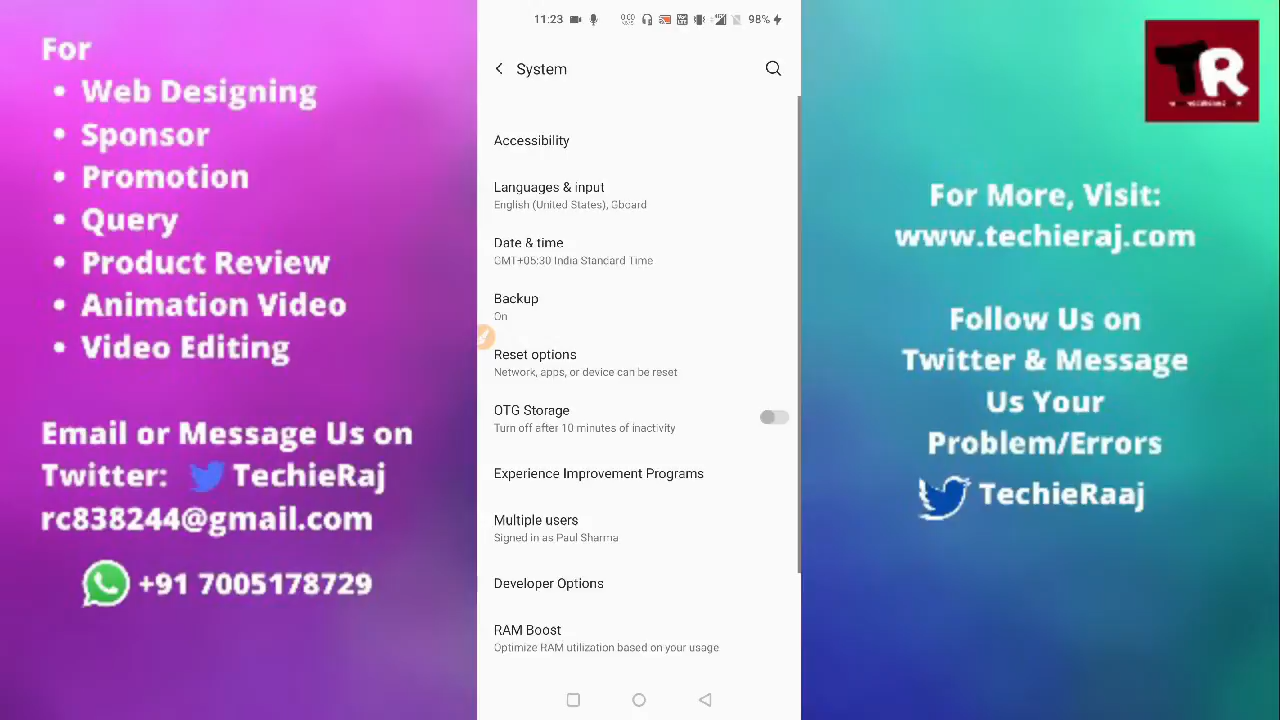 For
• Web Designing
• Sponsor
• Promotion
• Query
• Product Review
• Animation Video
• Video Editing
Email or Message Us on
Twitter: TechieRaj
rc838244@gmail.com
+91 7005178729
11:23
98%
System
Accessibility
Languages & input
English (United States), Gboard
Date & time
GMT+05:30 India Standard Time
Backup
On
Reset options
Network, apps, or device can be reset
OTG Storage
Turn off after 10 minutes of inactivity
Experience Improvement Programs
Multiple users
Signed in as Paul Sharma
Developer Options
RAM Boost
Optimize RAM utilization based on your usage
TR
For More, Visit:
www.techieraj.com
Follow Us on
Twitter & Message
Us Your
Problem/Errors
TechieRaaj